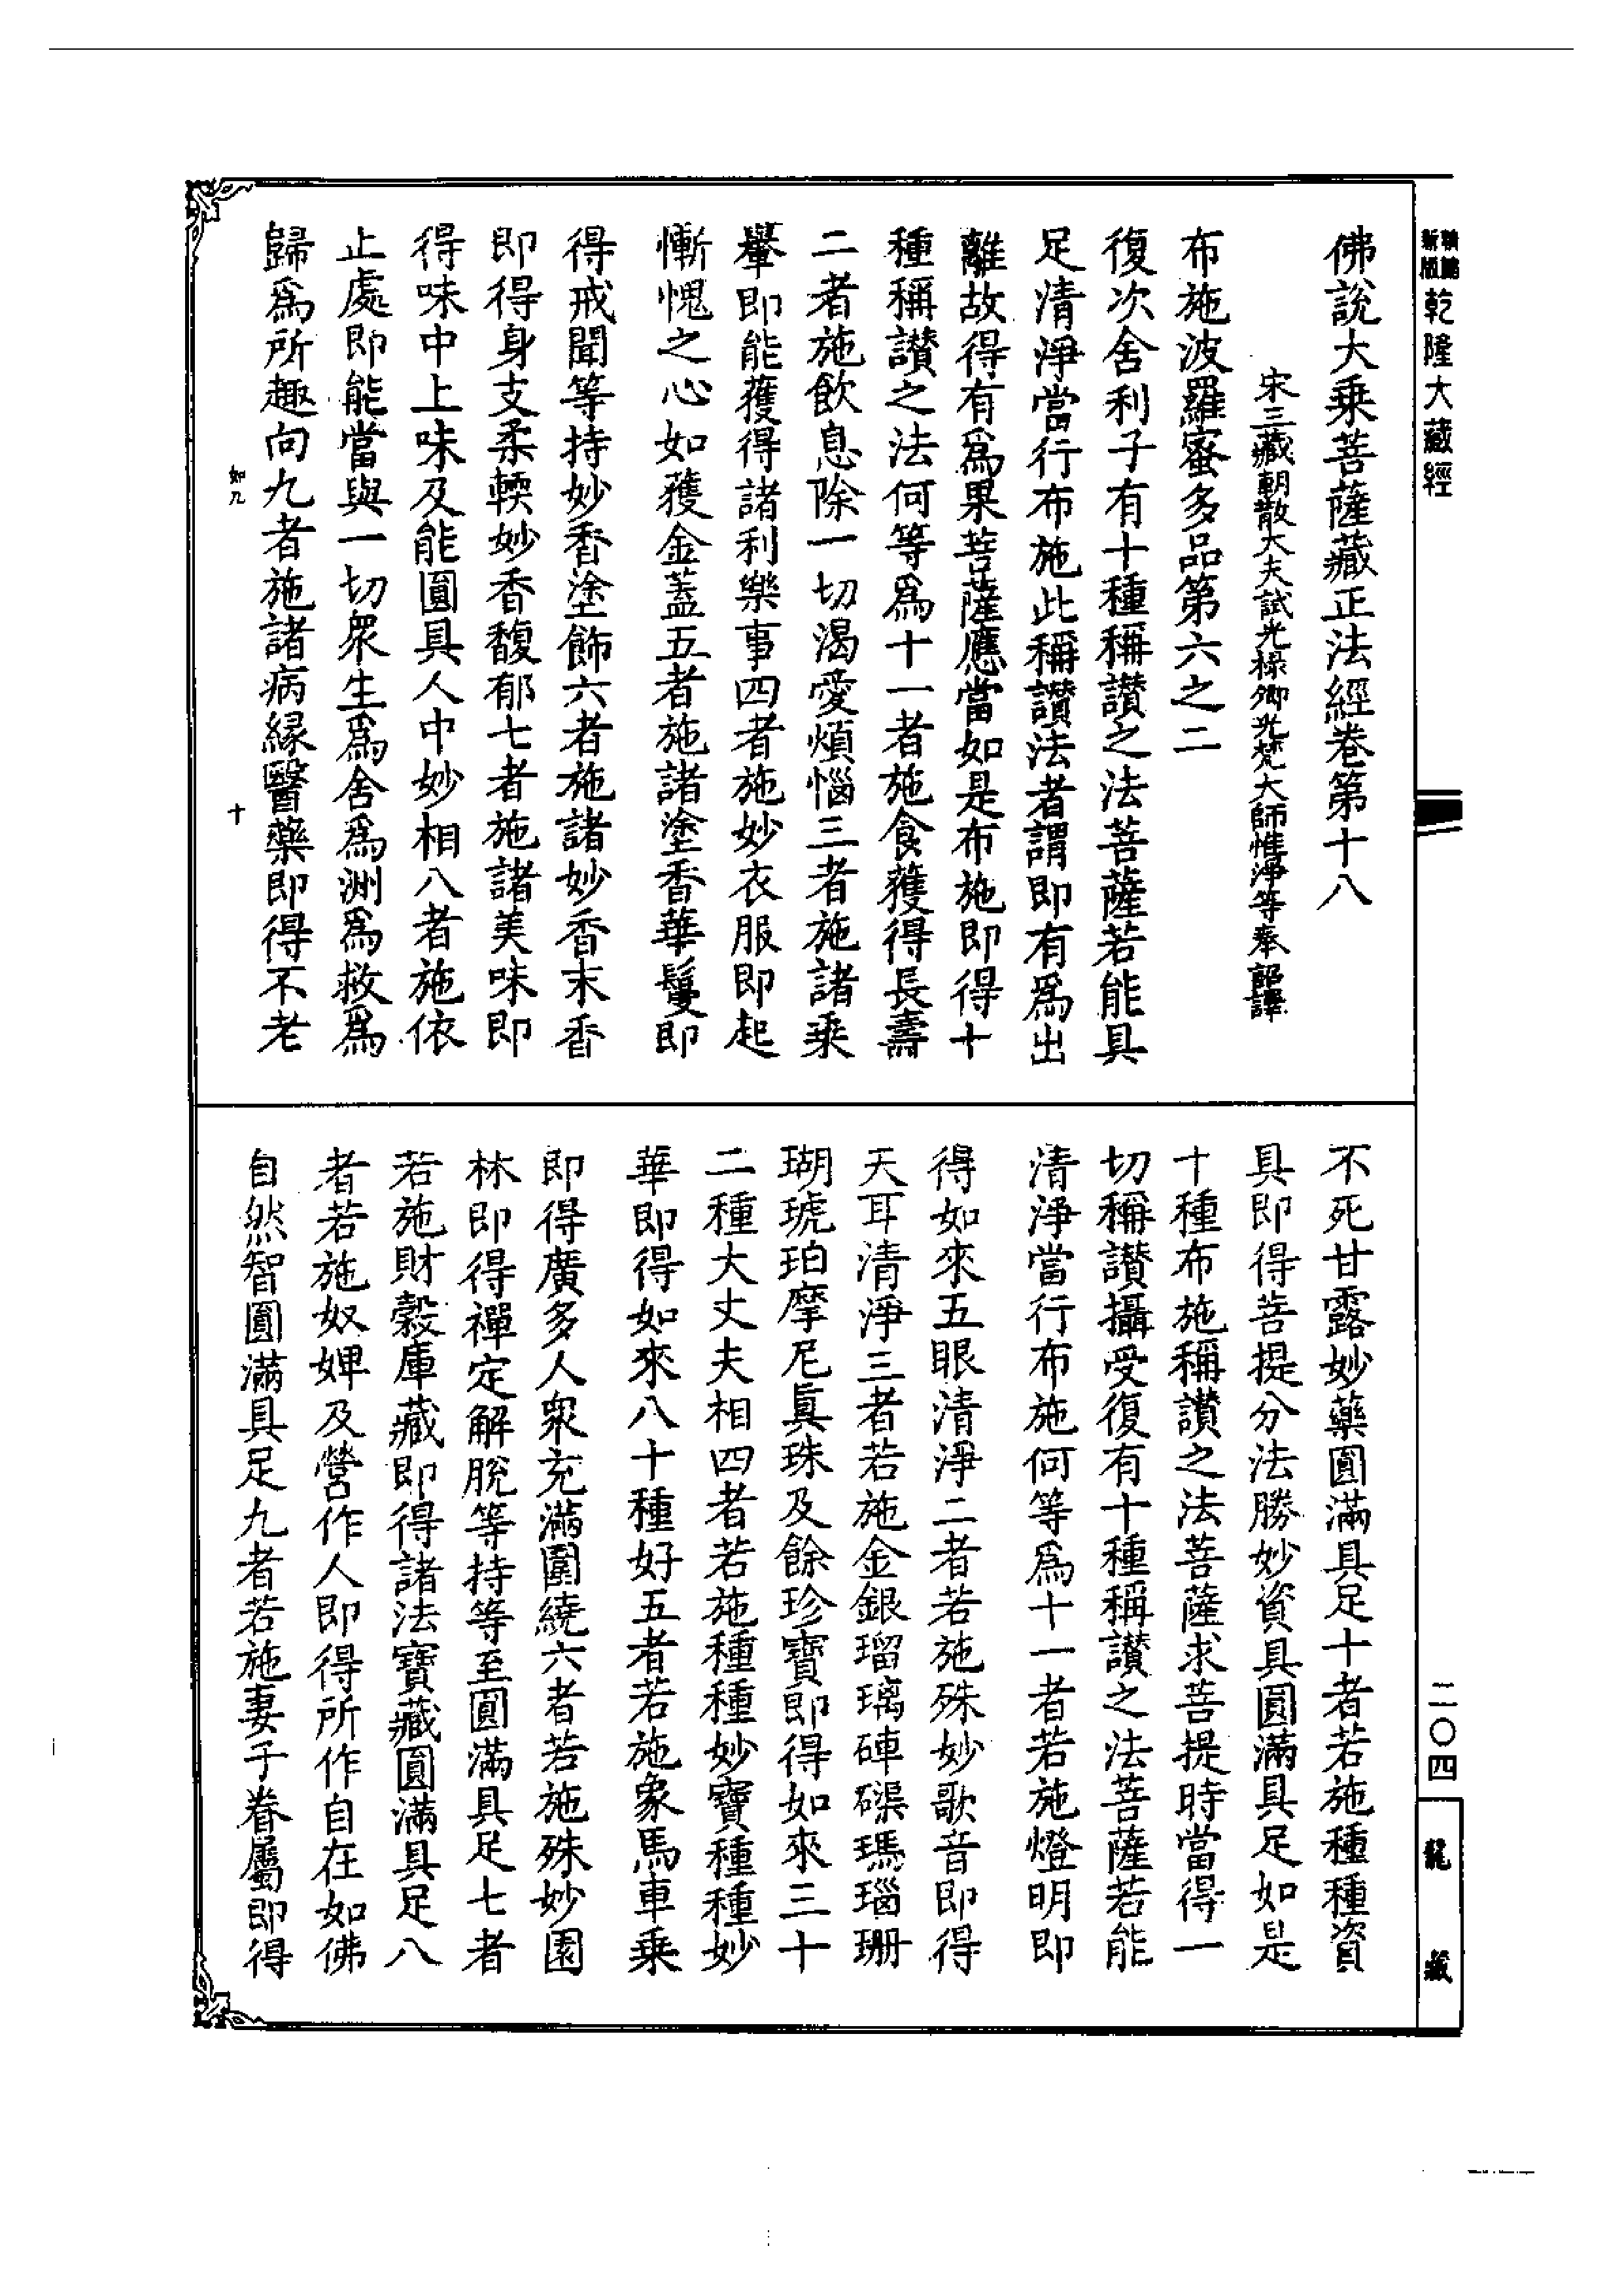 新版
乾隆大藏經
佛說大乘菩薩藏正法經卷第十八
宋三藏朝散大夫試光祿卿光梵大師惟淨等奉詔譯
布施波羅蜜多品第六之二
復次舍利子有十種稱讚之法菩薩若能具
足清淨當行布施此稱讚法者謂即有為出
離故得有為果菩薩應當如是布施即得十
種稱讚之法何等為十一者施食獲得長壽
二者施飲息除一切渴愛煩惱三者施諸乘
轝即能獲得諸利樂事四者施妙衣服即起
慚愧之心如獲金蓋五者施諸塗香華鬘即
得戒聞等持妙香塗飾六者施諸妙香末香
即得身支柔輭妙香馥郁七者施諸美味即
得味中上味及能圓具人中妙相八者施依
止處即能當與一切眾生為舍為洲為救為
歸為所趣向九者施諸病緣醫藥即得不老
如九
十
不死甘露妙藥圓滿具足十者若施種種資
具即得菩提分法勝妙資具圓滿具足如是
十種布施稱讚之法菩薩求菩提時當得一
切稱讚攝受復有十種稱讚之法菩薩若能
清淨當行布施何等為十一者若施燈明即
得如來五眼清淨二者若施殊妙歌音即得
天耳清淨三者若施金銀瑠璃硨磲瑪瑙珊
瑚琥珀摩尼真珠及餘珍寶即得如來三十
二種大丈夫相四者若施種種妙寶種種妙
華即得如來八十種好五者若施象馬車乘
即得廣多人眾充滿圍繞六者若施殊妙園
林即得禪定解脫等持等至圓滿具足七者
若施財穀庫藏即得諸法寶藏圓滿具足八
者若施奴婢及營作人即得所作自在如佛
自然智圓滿具足九者若施妻子眷屬即得
二〇四
龍藏